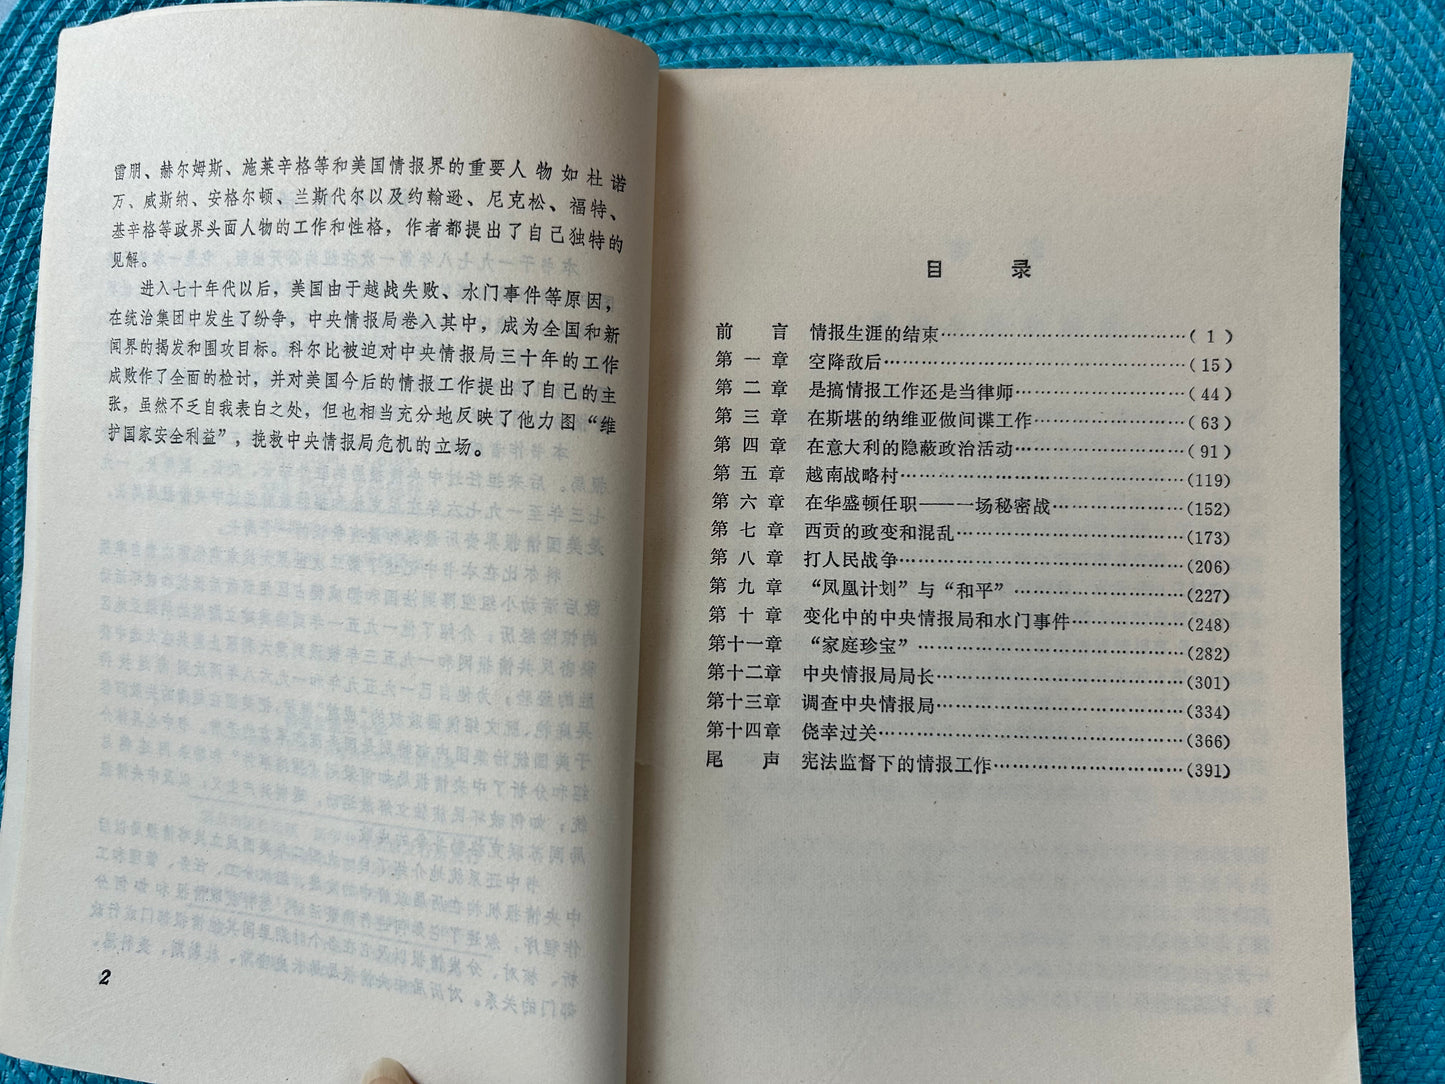 雷朋、赫尔姆斯、施莱辛格等和美国情报界的重要人物如杜诺
万、威斯纳、安格尔顿、兰斯代尔以及约翰逊、尼克松、福特、
基辛格等政界头面人物的工作和性格，作者都提出了自己独特的
见解。
进入七十年代以后，美国由于越战失败、水门事件等原因，
在统治集团中发生了纷争，中央情报局卷入其中，成为全国和新
闻界的揭发和围攻目标。科尔比被迫对中央情报局三十年的工作
成败作了全面的检讨，并对美国今后的情报工作提出了自己的主
张，虽然不乏自我表白之处，但也相当充分地反映了他力图“维
护国家安全利益”，挽救中央情报局危机的立场。
2
目 录
前 言 情报生涯的结束……………………………（1）
第一章 空降敌后……………………………………（15）
第二章 是搞情报工作还是当律师…………………（44）
第三章 在斯堪的纳维亚做间谍工作………………（63）
第四章 在意大利的隐蔽政治活动…………………（91）
第五章 越南战略村…………………………………（119）
第六章 在华盛顿任职——一场秘密战……………（152）
第七章 西贡的政变和混乱…………………………（173）
第八章 打人民战争…………………………………（206）
第九章 “凤凰计划”与“和平”…………………（227）
第十章 变化中的中央情报局和水门事件…………（248）
第十一章 “家庭珍宝”……………………………（282）
第十二章 中央情报局局长…………………………（301）
第十三章 调查中央情报局…………………………（334）
第十四章 侥幸过关…………………………………（366）
尾 声 宪法监督下的情报工作……………………（391）